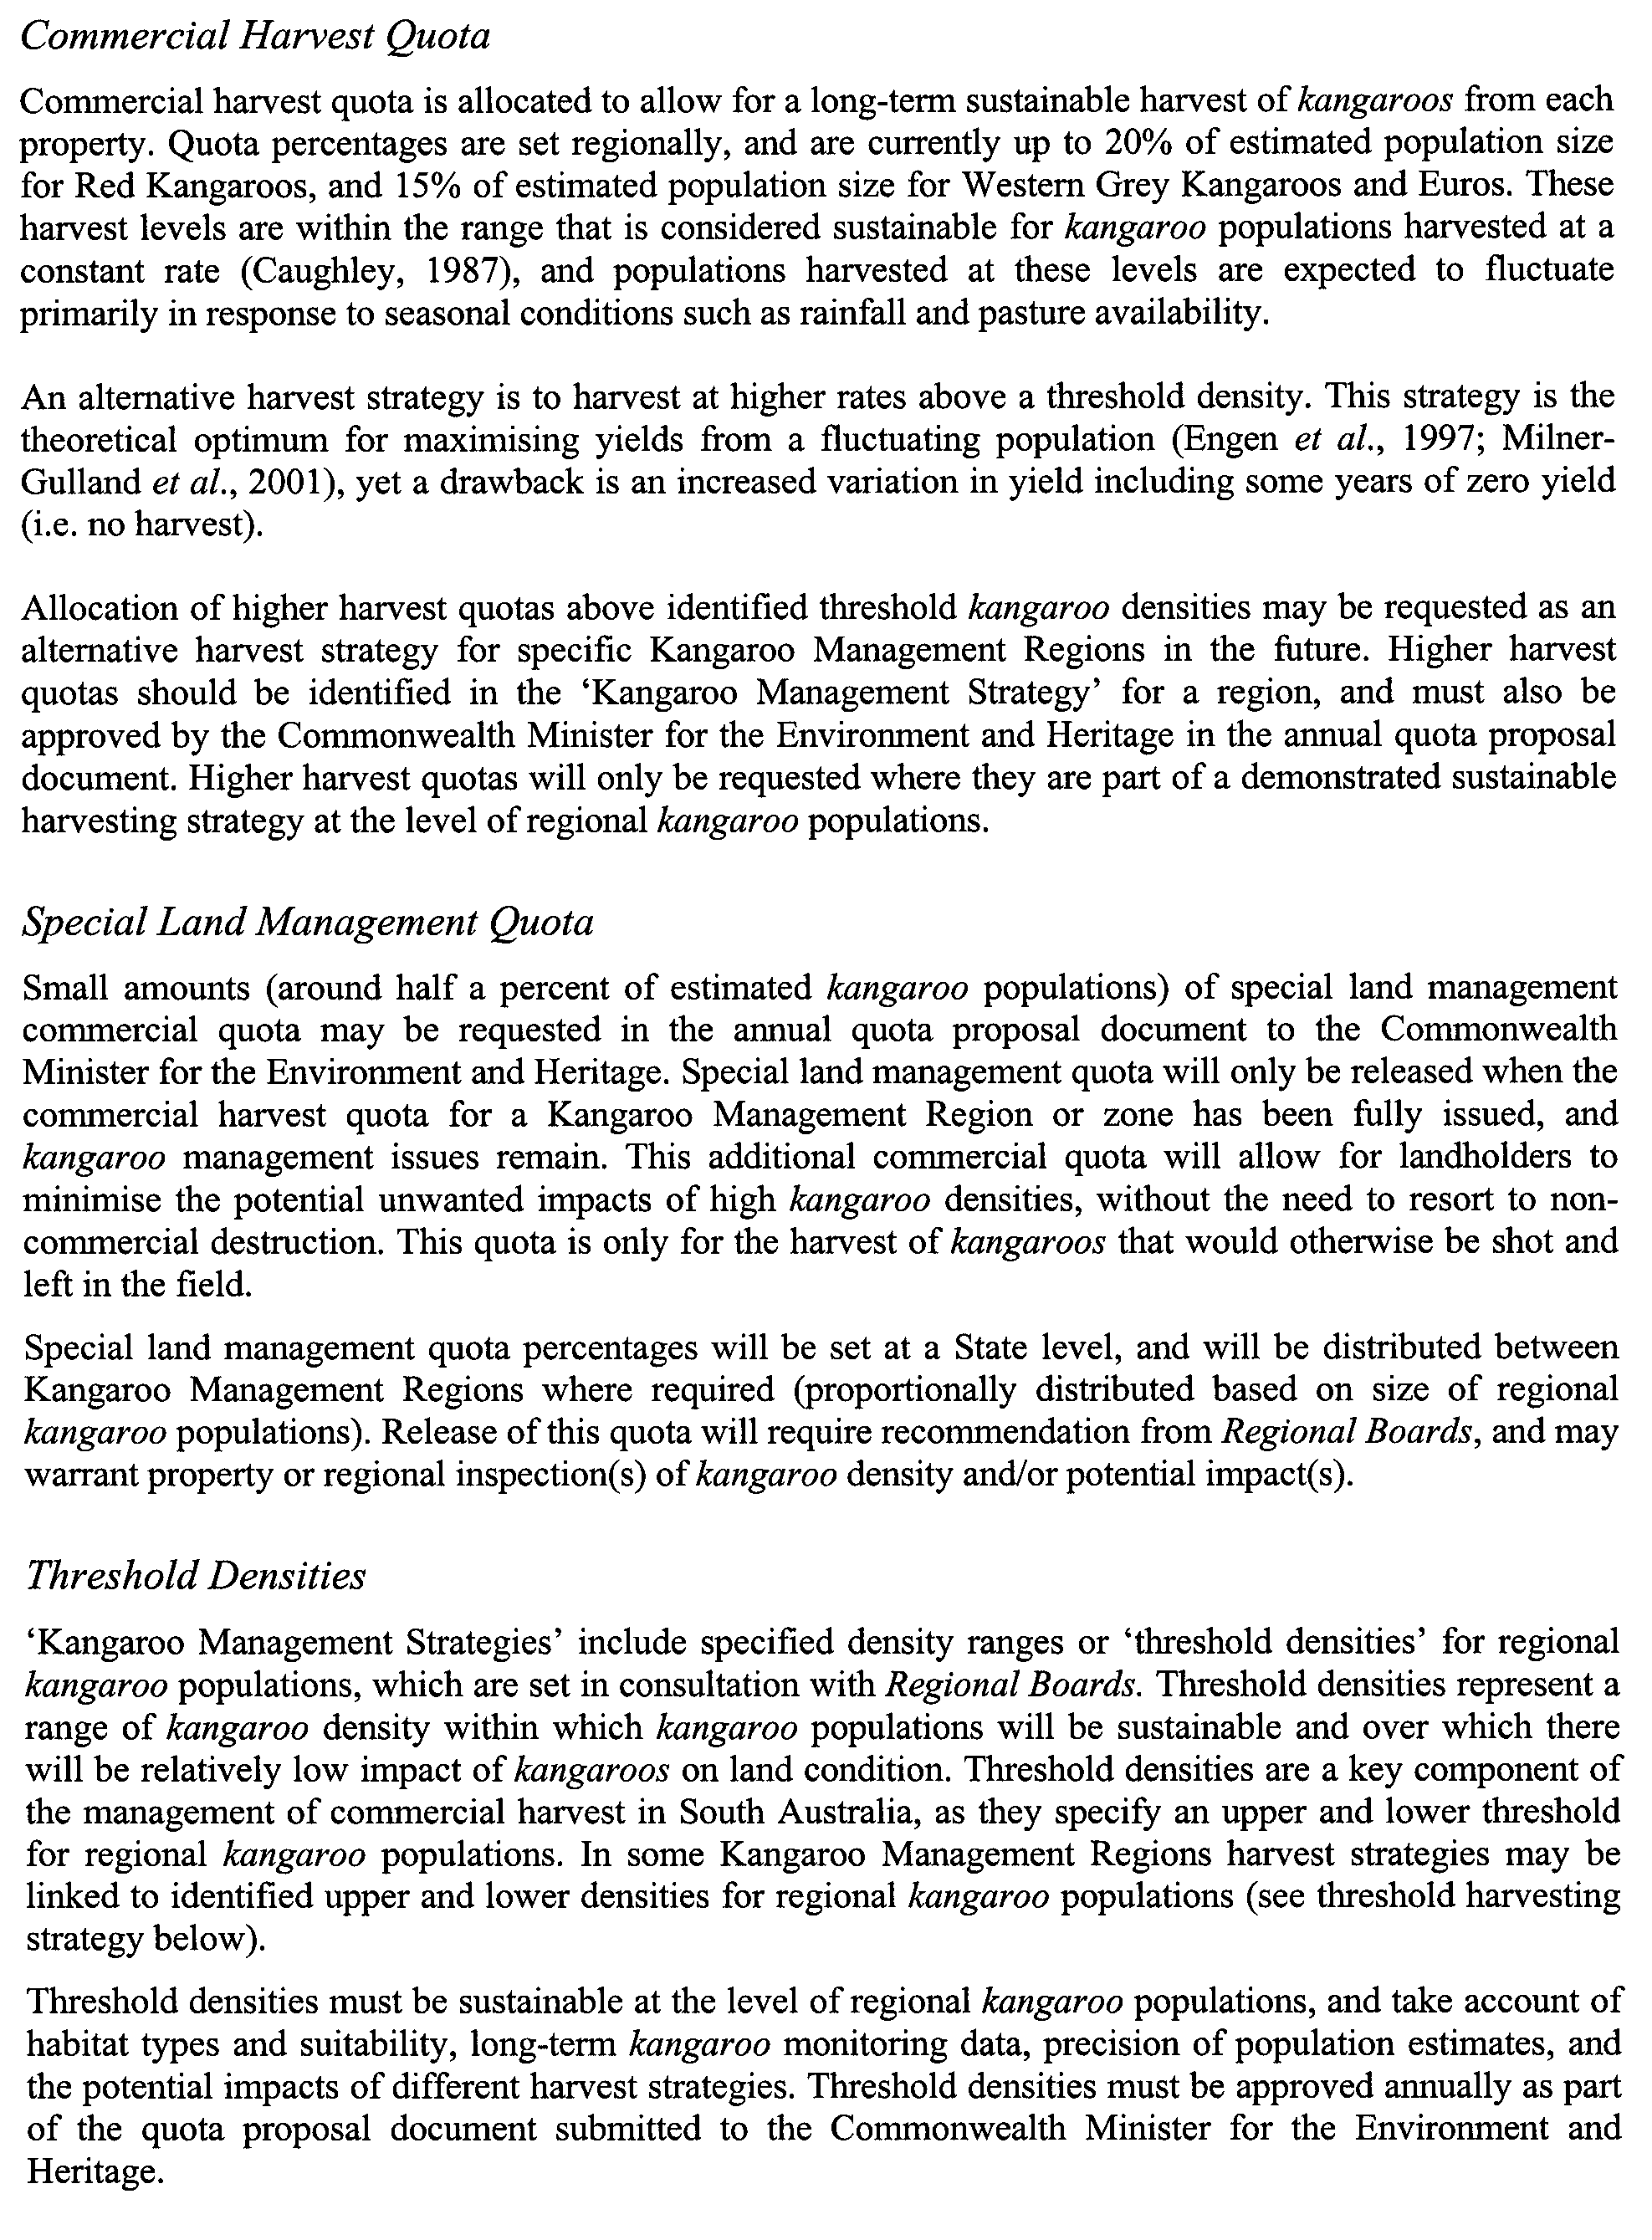 Commercial Harvest Quota
Commercial harvest quota is allocated to allow for a long-term sustainable harvest of kangaroos from each
property. Quota percentages are set regionally, and are currently up to 20% of estimated population size
for Red Kangaroos, and 15% of estimated population size for Western Grey Kangaroos and Euros. These
harvest levels are within the range that is considered sustainable for kangaroo populations harvested at a
constant rate (Caughley, 1987), and populations harvested at these levels are expected to fluctuate
primarily in response to seasonal conditions such as rainfall and pasture availability.
An alternative harvest strategy is to harvest at higher rates above a threshold density. This strategy is the
theoretical optimum for maximising yields from a fluctuating population (Engen et al., 1997; Milner-
Gulland et al., 2001), yet a drawback is an increased variation in yield including some years of zero yield
(i.e. no harvest).
Allocation of higher harvest quotas above identified threshold kangaroo densities may be requested as an
alternative harvest strategy for specific Kangaroo Management Regions in the future. Higher harvest
quotas should be identified in the ‘Kangaroo Management Strategy’ for a region, and must also be
approved by the Commonwealth Minister for the Environment and Heritage in the annual quota proposal
document. Higher harvest quotas will only be requested where they are part of a demonstrated sustainable
harvesting strategy at the level of regional kangaroo populations.
Special Land Management Quota
Small amounts (around half a percent of estimated kangaroo populations) of special land management
commercial quota may be requested in the annual quota proposal document to the Commonwealth
Minister for the Environment and Heritage. Special land management quota will only be released when the
commercial harvest quota for a Kangaroo Management Region or zone has been fully issued, and
kangaroo management issues remain. This additional commercial quota will allow for landholders to
minimise the potential unwanted impacts of high kangaroo densities, without the need to resort to non-
commercial destruction. This quota is only for the harvest of kangaroos that would otherwise be shot and
left in the field.
Special land management quota percentages will be set at a State level, and will be distributed between
Kangaroo Management Regions where required (proportionally distributed based on size of regional
kangaroo populations). Release of this quota will require recommendation from Regional Boards, and may
warrant property or regional inspection(s) of kangaroo density and/or potential impact(s).
Threshold Densities
‘Kangaroo Management Strategies’ include specified density ranges or ‘threshold densities’ for regional
kangaroo populations, which are set in consultation with Regional Boards. Threshold densities represent a
range of kangaroo density within which kangaroo populations will be sustainable and over which there
will be relatively low impact of kangaroos on land condition. Threshold densities are a key component of
the management of commercial harvest in South Australia, as they specify an upper and lower threshold
for regional kangaroo populations. In some Kangaroo Management Regions harvest strategies may be
linked to identified upper and lower densities for regional kangaroo populations (see threshold harvesting
strategy below).
Threshold densities must be sustainable at the level of regional kangaroo populations, and take account of
habitat types and suitability, long-term kangaroo monitoring data, precision of population estimates, and
the potential impacts of different harvest strategies. Threshold densities must be approved annually as part
of the quota proposal document submitted to the Commonwealth Minister for the Environment and
Heritage.